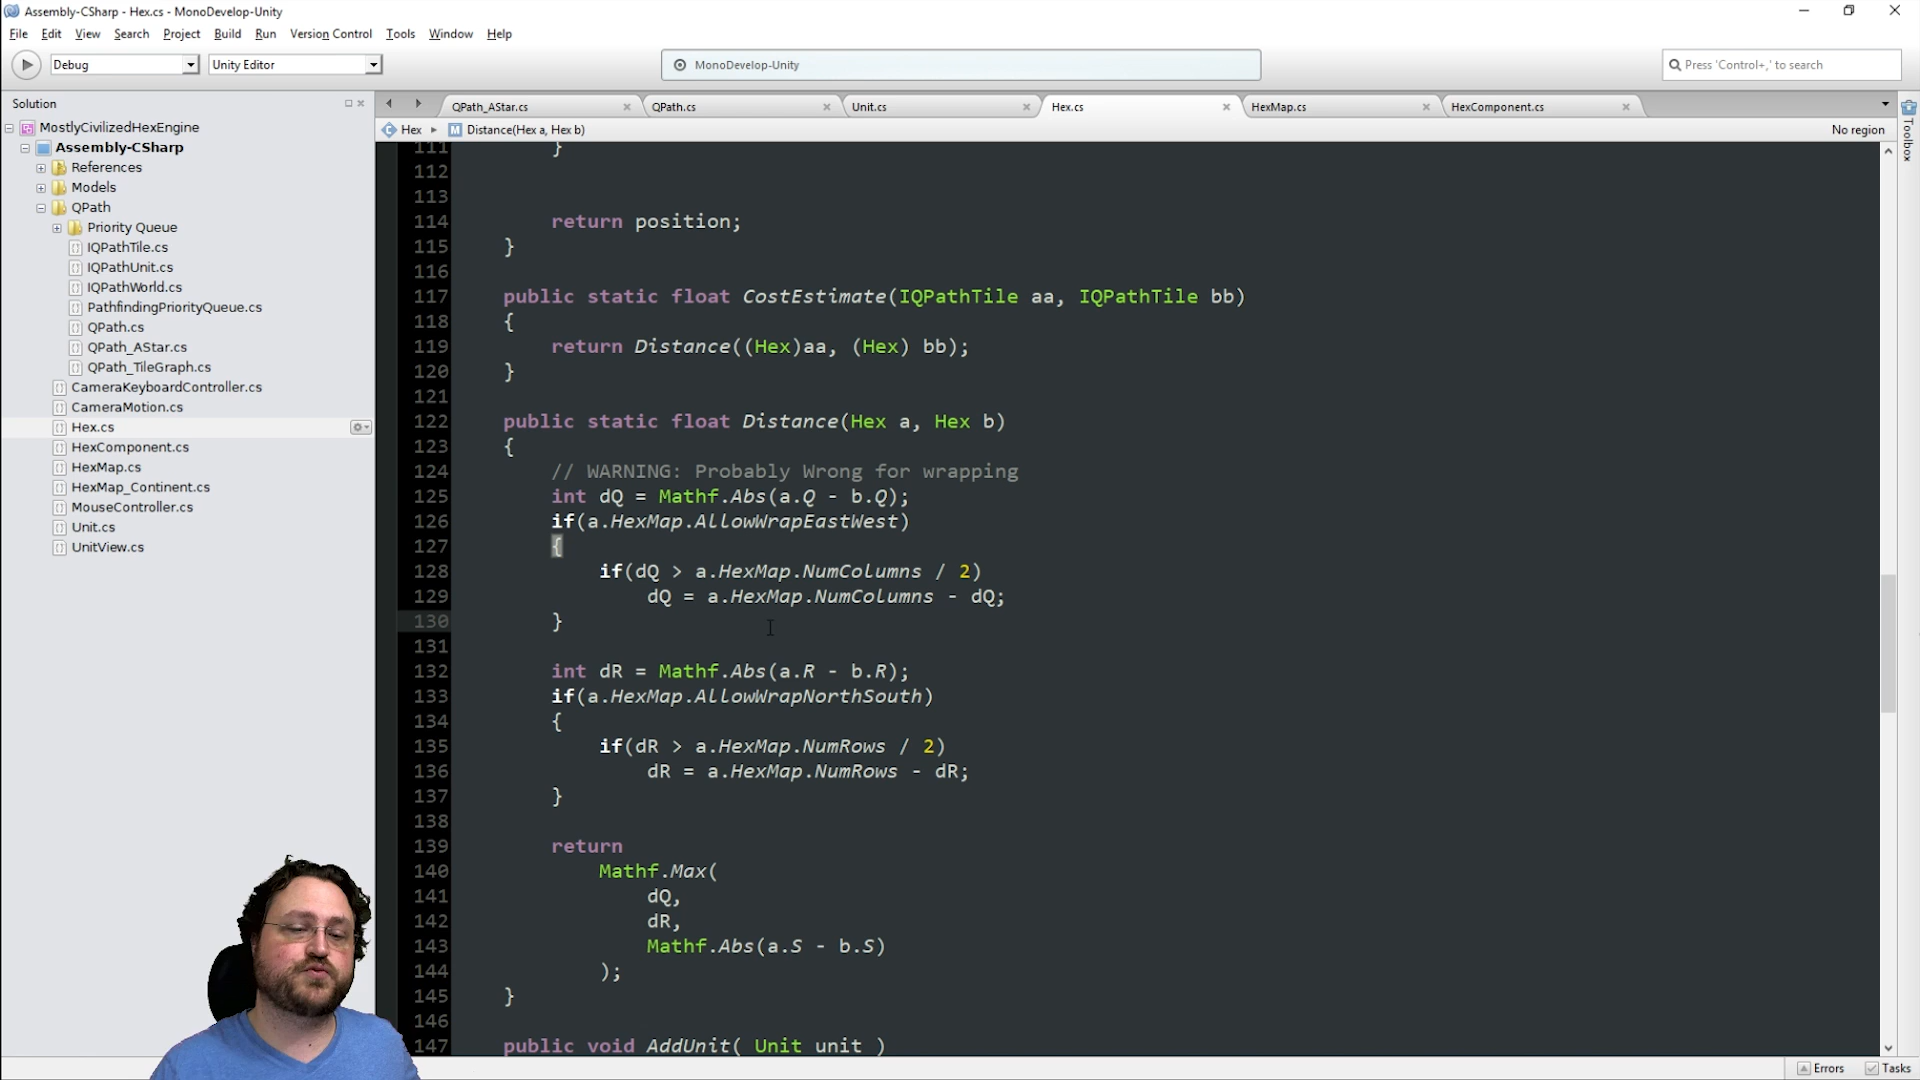 Assembly-CSharp - Hex.cs - MonoDevelop-Unity
File Edit View Search Project Build Run Version Control Tools Window Help
Debug Unity Editor MonoDevelop-Unity Press 'Control+,' to search
Solution
MostlyCivilizedHexEngine
Assembly-CSharp
References
Models
QPath
Priority Queue
IQPathTile.cs
IQPathUnit.cs
IQPathWorld.cs
PathfindingPriorityQueue.cs
QPath.cs
QPath_AStar.cs
QPath_TileGraph.cs
CameraKeyboardController.cs
CameraMotion.cs
Hex.cs
HexComponent.cs
HexMap.cs
HexMap_Continent.cs
MouseController.cs
Unit.cs
UnitView.cs
QPath_AStar.cs QPath.cs Unit.cs Hex.cs HexMap.cs HexComponent.cs
Hex Distance(Hex a, Hex b) No region
Toolbox
111 }
112
113
114 return position;
115 }
116
117 public static float CostEstimate(IQPathTile aa, IQPathTile bb)
118 {
119 return Distance((Hex)aa, (Hex) bb);
120 }
121
122 public static float Distance(Hex a, Hex b)
123 {
124 // WARNING: Probably Wrong for wrapping
125 int dQ = Mathf.Abs(a.Q - b.Q);
126 if(a.HexMap.AllowWrapEastWest)
127 {
128 if(dQ > a.HexMap.NumColumns / 2)
129 dQ = a.HexMap.NumColumns - dQ;
130 }
131
132 int dR = Mathf.Abs(a.R - b.R);
133 if(a.HexMap.AllowWrapNorthSouth)
134 {
135 if(dR > a.HexMap.NumRows / 2)
136 dR = a.HexMap.NumRows - dR;
137 }
138
139 return
140 Mathf.Max(
141 dQ,
142 dR,
143 Mathf.Abs(a.S - b.S)
144 );
145 }
146
147 public void AddUnit( Unit unit )
Errors Tasks